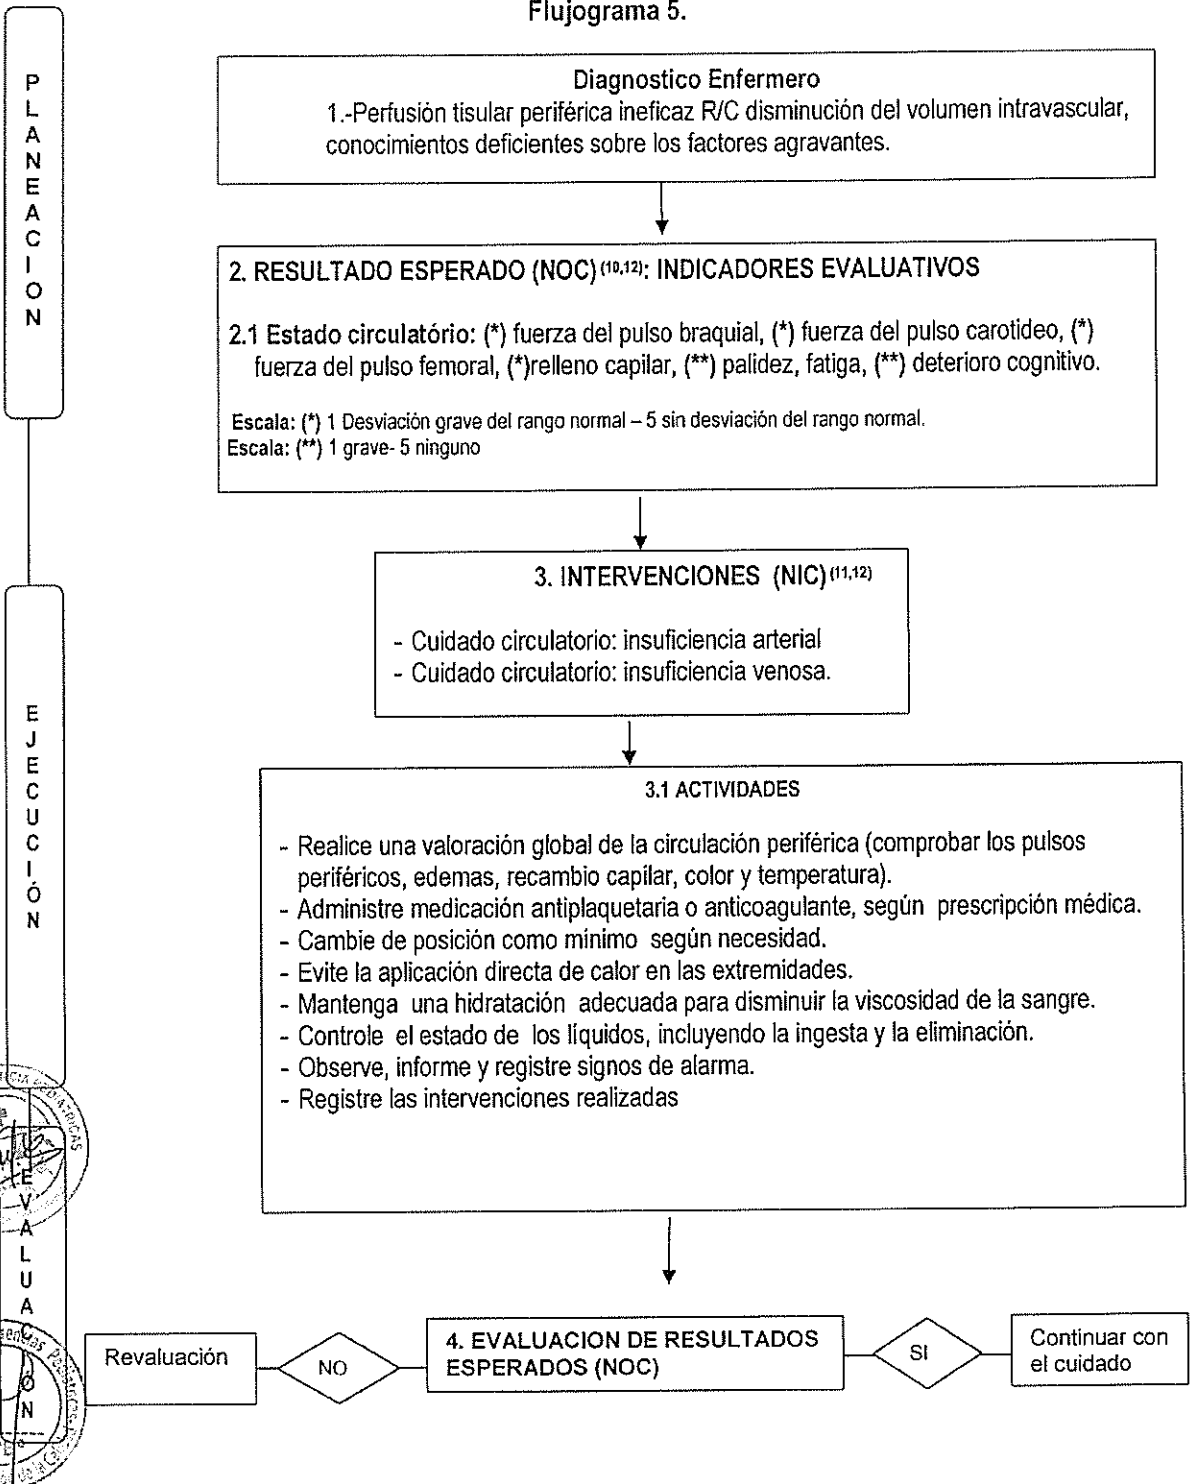 Flujograma 5.
PLANEACION
Diagnostico Enfermero
1.-Perfusión tisular periférica ineficaz R/C disminución del volumen intravascular,
conocimientos deficientes sobre los factores agravantes.
2. RESULTADO ESPERADO (NOC) (10,12): INDICADORES EVALUATIVOS
2.1 Estado circulatório: (*) fuerza del pulso braquial, (*) fuerza del pulso carotideo, (*)
fuerza del pulso femoral, (*)relleno capilar, (**) palidez, fatiga, (**) deterioro cognitivo.
Escala: (*) 1 Desviación grave del rango normal – 5 sin desviación del rango normal.
Escala: (**) 1 grave- 5 ninguno
EJECUCIÓN
3. INTERVENCIONES (NIC) (11,12)
- Cuidado circulatorio: insuficiencia arterial
- Cuidado circulatorio: insuficiencia venosa.
3.1 ACTIVIDADES
- Realice una valoración global de la circulación periférica (comprobar los pulsos
periféricos, edemas, recambio capilar, color y temperatura).
- Administre medicación antiplaquetaria o anticoagulante, según prescripción médica.
- Cambie de posición como mínimo según necesidad.
- Evite la aplicación directa de calor en las extremidades.
- Mantenga una hidratación adecuada para disminuir la viscosidad de la sangre.
- Controle el estado de los líquidos, incluyendo la ingesta y la eliminación.
- Observe, informe y registre signos de alarma.
- Registre las intervenciones realizadas
EVALUACIÓN
Revaluación
NO
4. EVALUACION DE RESULTADOS
ESPERADOS (NOC)
SI
Continuar con
el cuidado